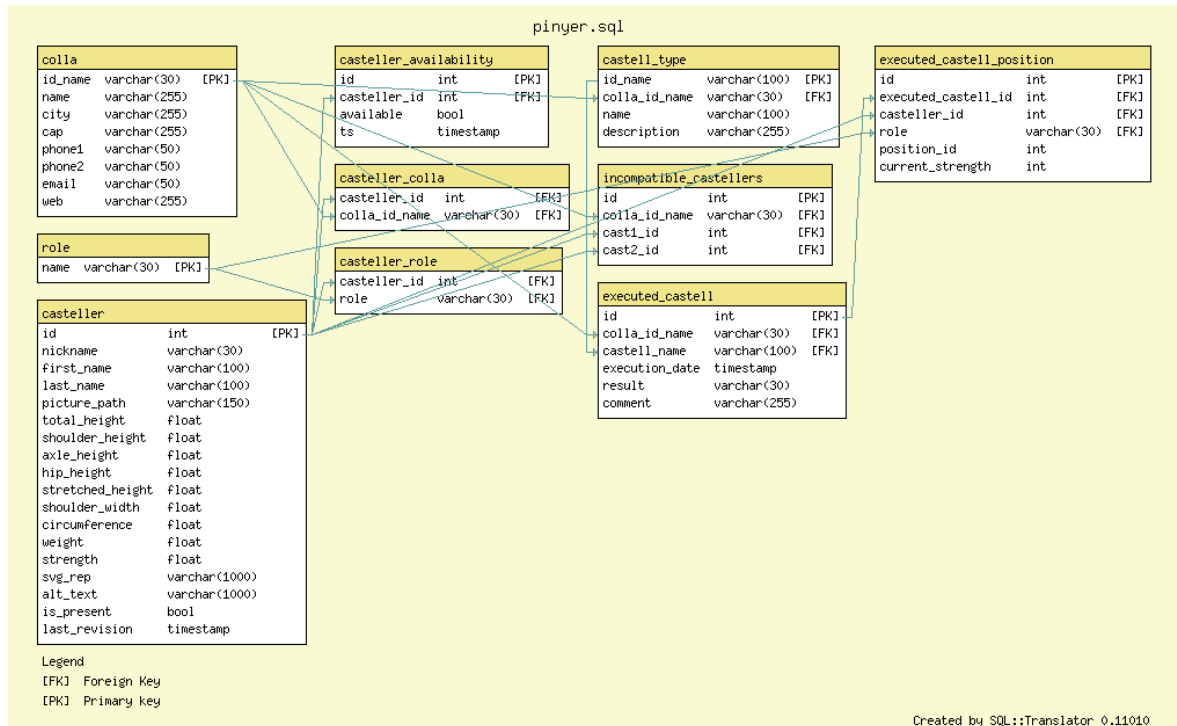 pinyer.sql
colla
id_name varchar(30) [PK]
name varchar(255)
city varchar(255)
cap varchar(255)
phone1 varchar(50)
phone2 varchar(50)
email varchar(50)
web varchar(255)
role
name varchar(30) [PK]
casteller
id int [PK]
nickname varchar(30)
first_name varchar(100)
last_name varchar(100)
picture_path varchar(150)
total_height float
shoulder_height float
axle_height float
hip_height float
stretched_height float
shoulder_width float
circumference float
weight float
strength float
svg_rep varchar(1000)
alt_text varchar(1000)
is_present bool
last_revision timestamp
casteller_availability
id int [PK]
casteller_id int [FK]
available bool
ts timestamp
casteller_colla
casteller_id int [FK]
colla_id_name varchar(30) [FK]
casteller_role
casteller_id int [FK]
role varchar(30) [FK]
castell_type
id_name varchar(100) [PK]
colla_id_name varchar(30) [FK]
name varchar(100)
description varchar(255)
incompatible_castellers
id int [PK]
colla_id_name varchar(30) [FK]
cast1_id int [FK]
cast2_id int [FK]
executed_castell
id int [PK]
colla_id_name varchar(30) [FK]
castell_name varchar(100) [FK]
execution_date timestamp
result varchar(30)
comment varchar(255)
executed_castell_position
id int [PK]
executed_castell_id int [FK]
casteller_id int [FK]
role varchar(30) [FK]
position_id int
current_strength int
Legend
[FK] Foreign Key
[PK] Primary key
Created by SQL::Translator 0.11010